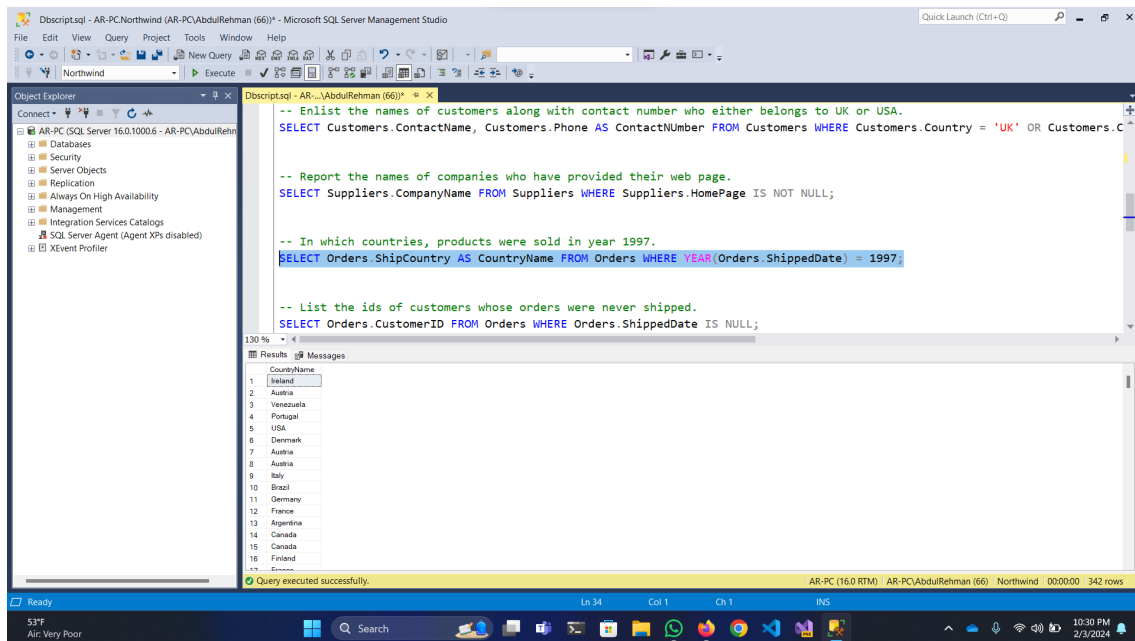 Dbscript.sql - AR-PC.Northwind (AR-PC\AbdulRehman (66))* - Microsoft SQL Server Management Studio
Quick Launch (Ctrl+Q)
File Edit View Query Project Tools Window Help
New Query
Northwind
Execute
Object Explorer
Dbscript.sql - AR-...\AbdulRehman (66))*
Connect
AR-PC (SQL Server 16.0.1000.6 - AR-PC\AbdulRehn
Databases
Security
Server Objects
Replication
Always On High Availability
Management
Integration Services Catalogs
SQL Server Agent (Agent XPs disabled)
XEvent Profiler
-- Enlist the names of customers along with contact number who either belongs to UK or USA.
SELECT Customers.ContactName, Customers.Phone AS ContactNUmber FROM Customers WHERE Customers.Country = 'UK' OR Customers.C
-- Report the names of companies who have provided their web page.
SELECT Suppliers.CompanyName FROM Suppliers WHERE Suppliers.HomePage IS NOT NULL;
-- In which countries, products were sold in year 1997.
SELECT Orders.ShipCountry AS CountryName FROM Orders WHERE YEAR(Orders.ShippedDate) = 1997;
-- List the ids of customers whose orders were never shipped.
SELECT Orders.CustomerID FROM Orders WHERE Orders.ShippedDate IS NULL;
130 %
Results Messages
CountryName
1 Ireland
2 Austria
3 Venezuela
4 Portugal
5 USA
6 Denmark
7 Austria
8 Austria
9 Italy
10 Brazil
11 Germany
12 France
13 Argentina
14 Canada
15 Canada
16 Finland
17 France
Query executed successfully.
AR-PC (16.0 RTM) AR-PC\AbdulRehman (66) Northwind 00:00:00 342 rows
Ready
Ln 34 Col 1 Ch 1 INS
53°F
Air: Very Poor
Search
10:30 PM
2/3/2024